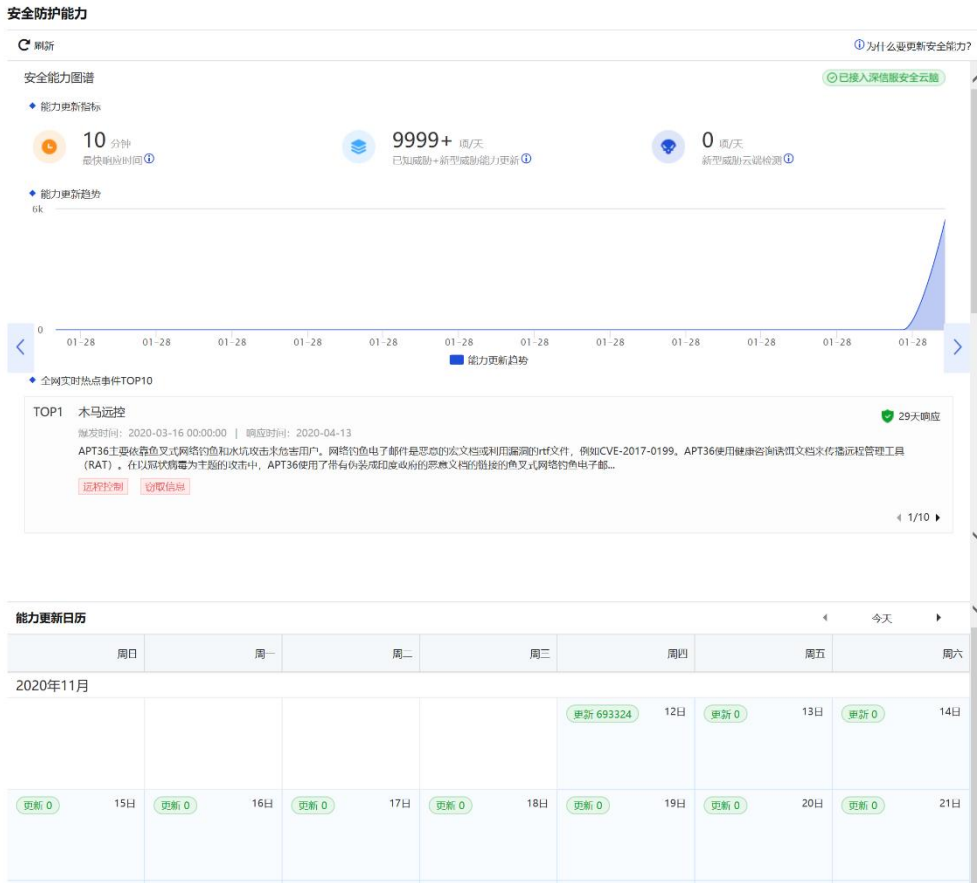 安全防护能力
刷新 为什么要更新安全能力?
安全能力图谱 已接入深信服安全云脑
能力更新指标
10 分钟 9999+ 项/天 0 项/天
最快响应时间 已知威胁+新型威胁能力更新 新型威胁云端检测
能力更新趋势
6k
0
01-28 01-28 01-28 01-28 01-28 01-28 01-28 01-28 01-28 01-28 01-28 01-28
能力更新趋势
全网实时热点事件TOP10
TOP1 木马远控 29天响应
爆发时间: 2020-03-16 00:00:00 | 响应时间: 2020-04-13
APT36主要依靠鱼叉式网络钓鱼和水坑攻击来危害用户。网络钓鱼电子邮件是恶意的宏文档或利用漏洞的rtf文件，例如CVE-2017-0199。APT36使用健康咨询诱饵文档来传播远程管理工具
（RAT）。在以冠状病毒为主题的攻击中，APT36使用了带有伪装成印度政府的恶意文档的链接的鱼叉式网络钓鱼电子邮...
远程控制 窃取信息
1/10
能力更新日历 今天
周日 周一 周二 周三 周四 周五 周六
2020年11月
更新 693324 12日 更新 0 13日 更新 0 14日
更新 0 15日 更新 0 16日 更新 0 17日 更新 0 18日 更新 0 19日 更新 0 20日 更新 0 21日